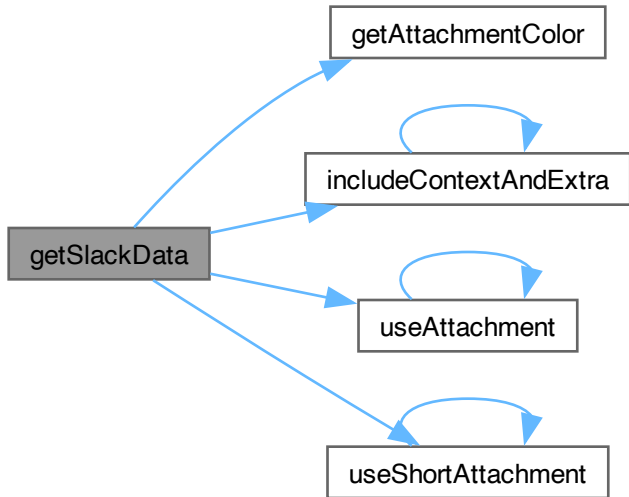 getAttachmentColor
includeContextAndExtra
getSlackData
useAttachment
useShortAttachment